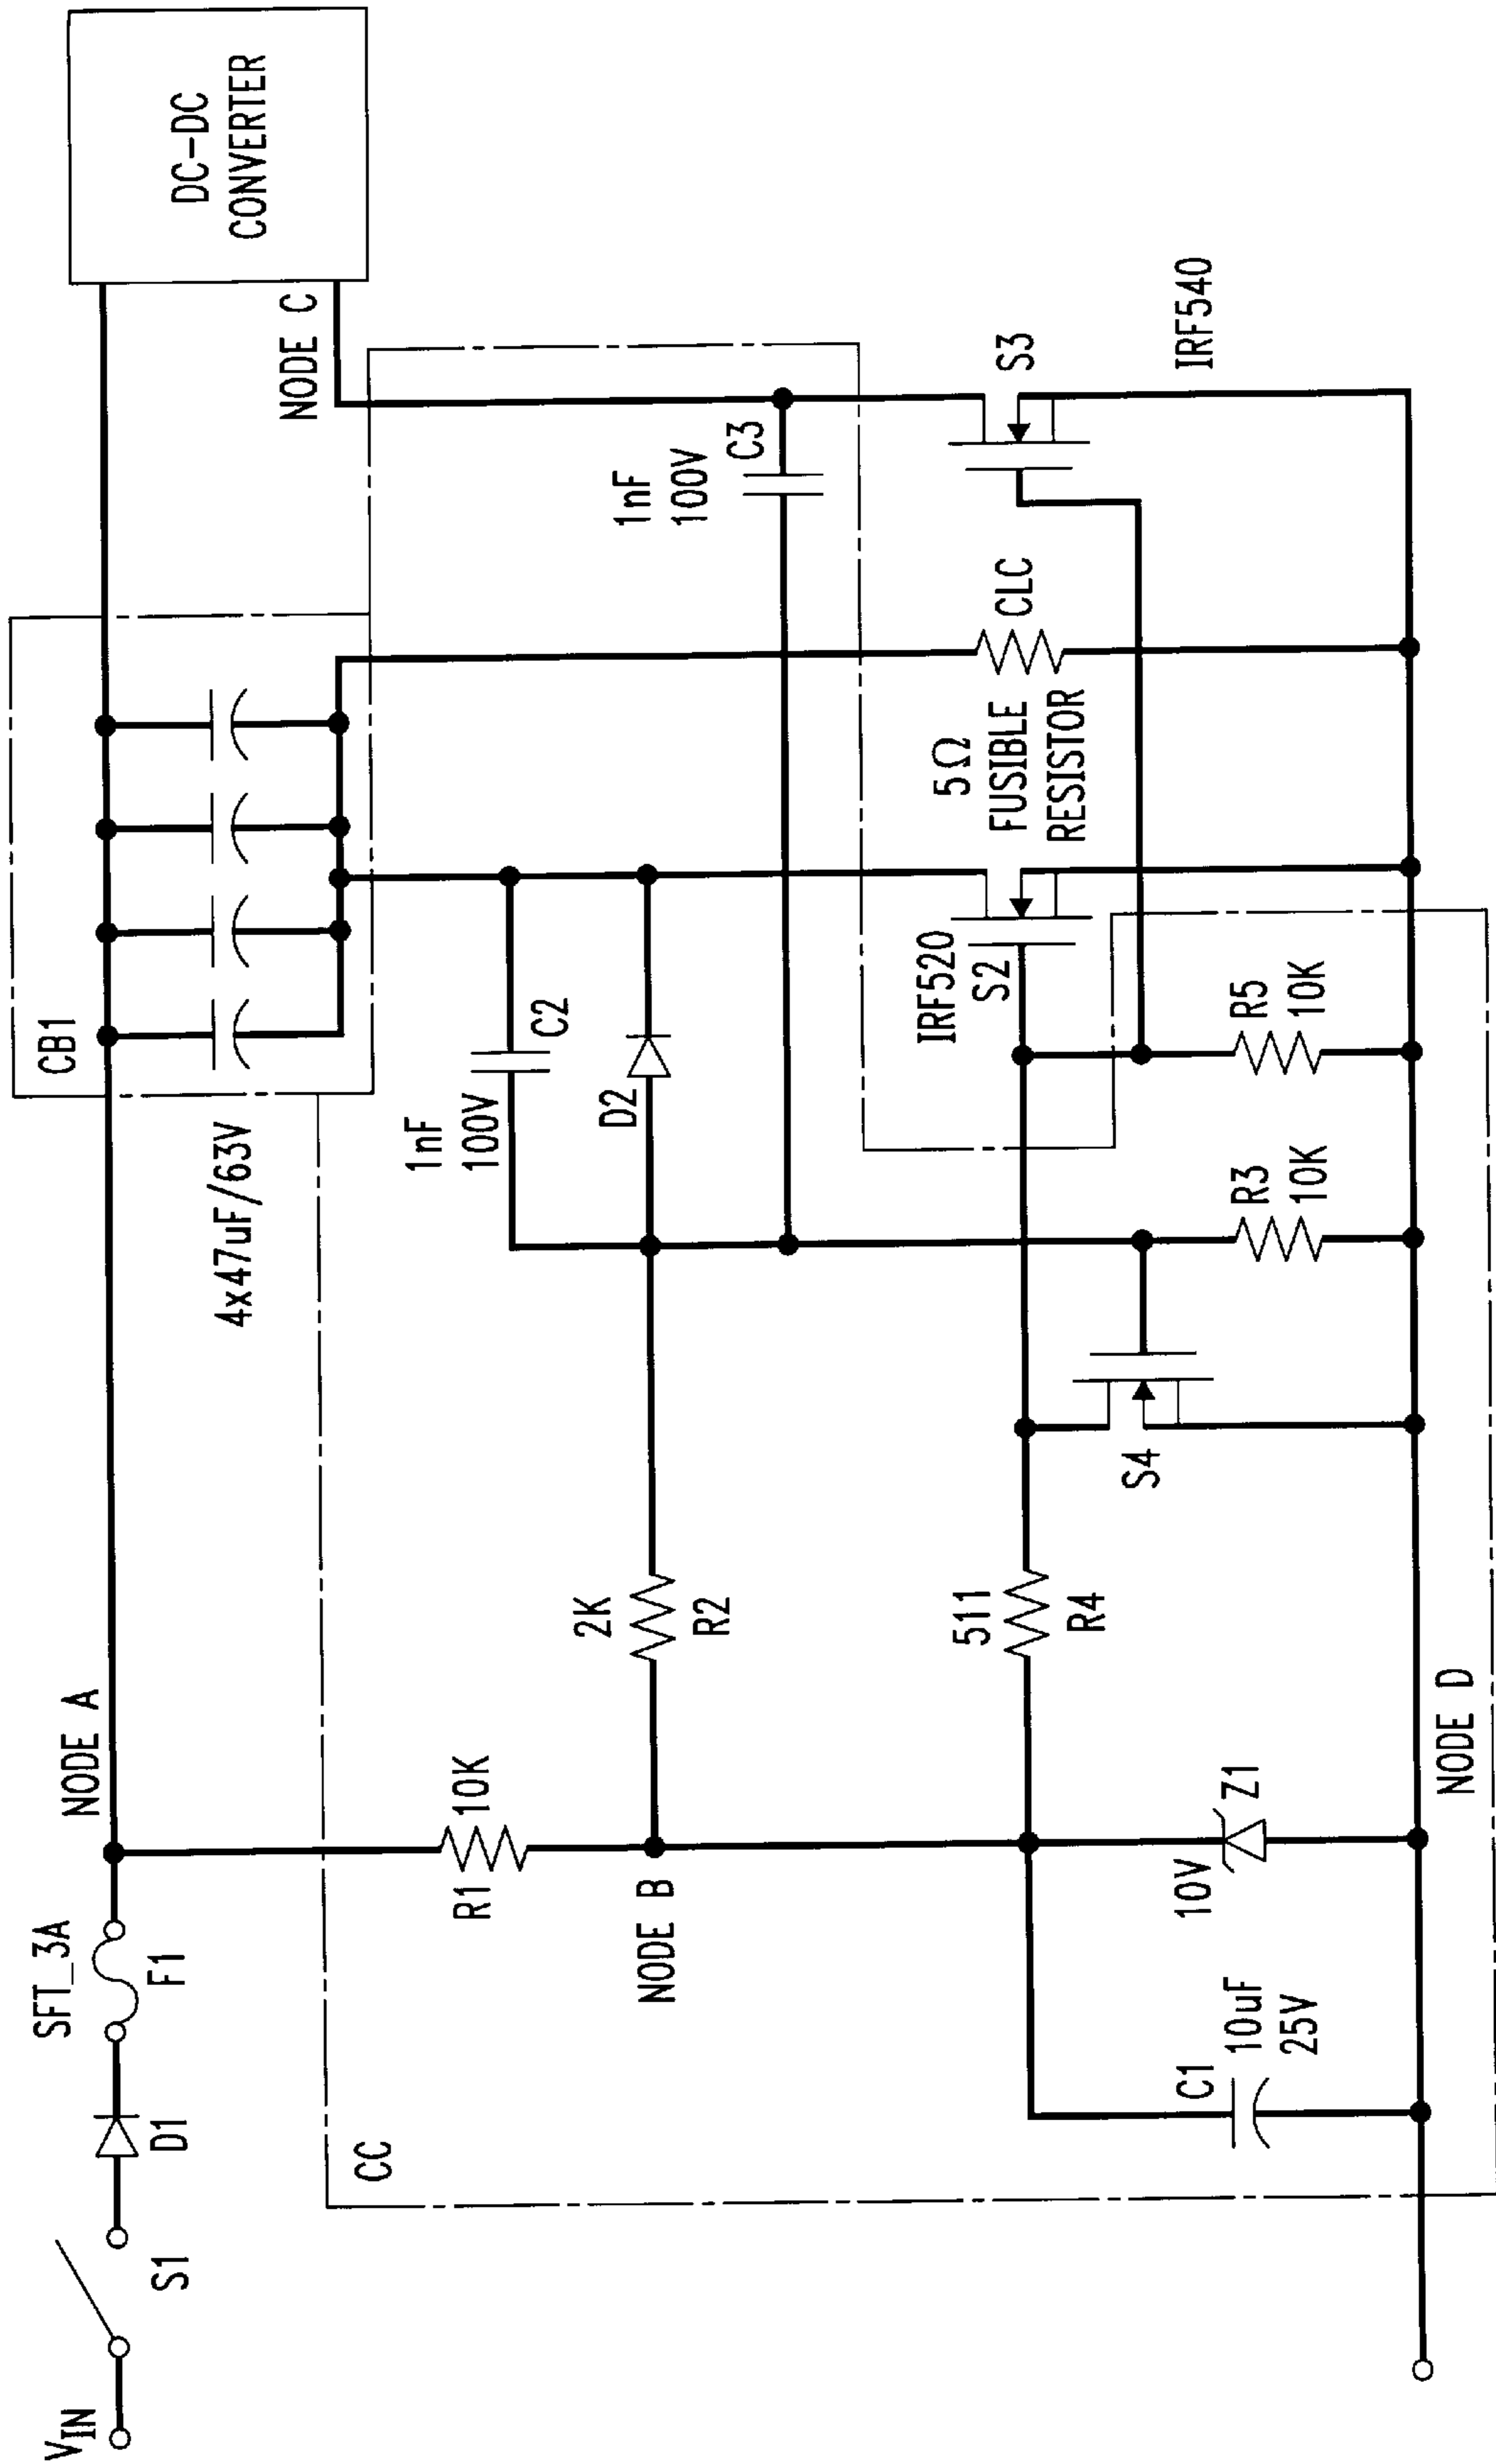 VIN
S1
D1
SFT_3A
F1
NODE A
CB1
4x47uF/63V
DC-DC
CONVERTER
NODE C
CC
R1
10K
NODE B
2K
R2
1nF
100V
C2
D2
1nF
100V
C3
5Ω
FUSIBLE
RESISTOR
CLC
S3
IRF540
IRF520
S2
511
R4
S4
R3
10K
R5
10K
C1
10uF
25V
10V
Z1
NODE D